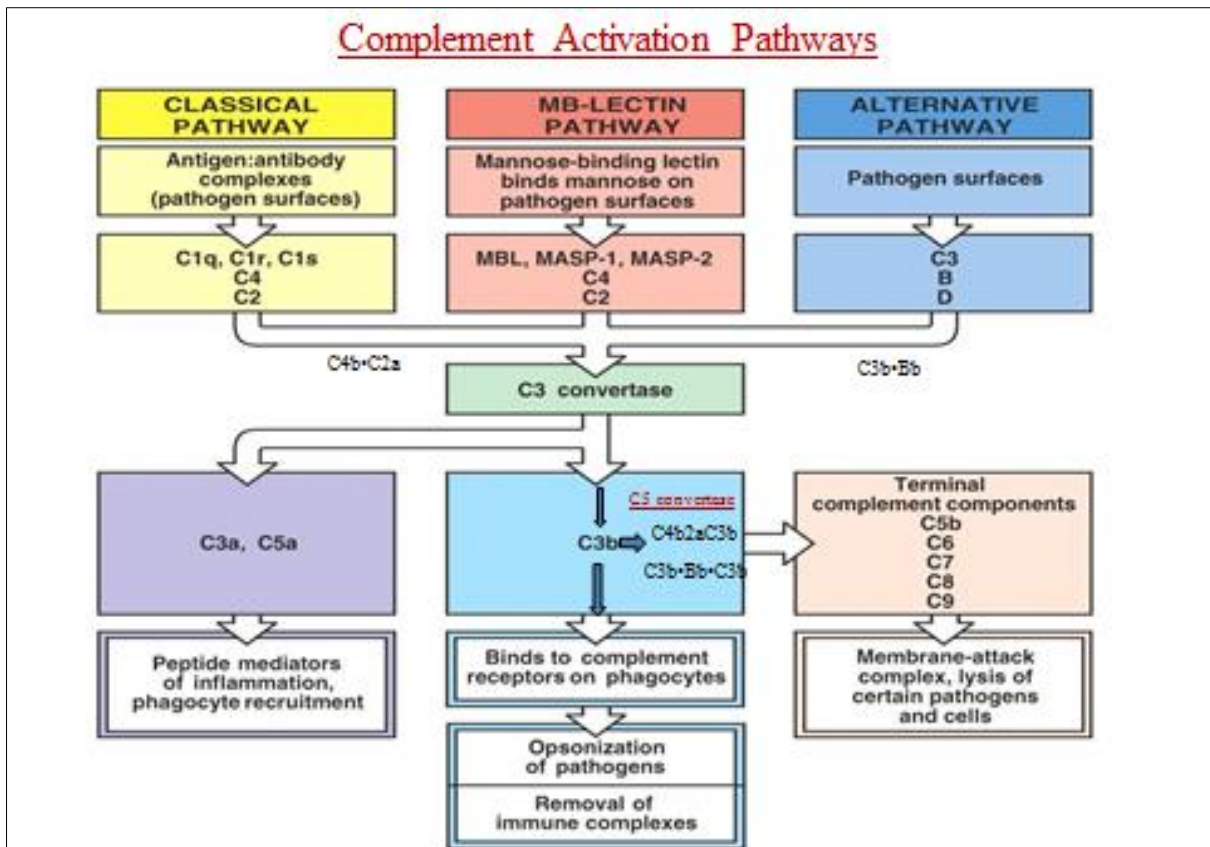 Complement Activation Pathways
CLASSICAL
PATHWAY
Antigen:antibody
complexes
(pathogen surfaces)
C1q, C1r, C1s
C4
C2
MB-LECTIN
PATHWAY
Mannose-binding lectin
binds mannose on
pathogen surfaces
MBL, MASP-1, MASP-2
C4
C2
ALTERNATIVE
PATHWAY
Pathogen surfaces
C3
B
D
C4b•C2a
C3b•Bb
C3 convertase
C3a, C5a
Peptide mediators
of inflammation,
phagocyte recruitment
C5 convertase
C3b
C4b2aC3b
C3b•Bb•C3b
Binds to complement
receptors on phagocytes
Opsonization
of pathogens
Removal of
immune complexes
Terminal
complement components
C5b
C6
C7
C8
C9
Membrane-attack
complex, lysis of
certain pathogens
and cells